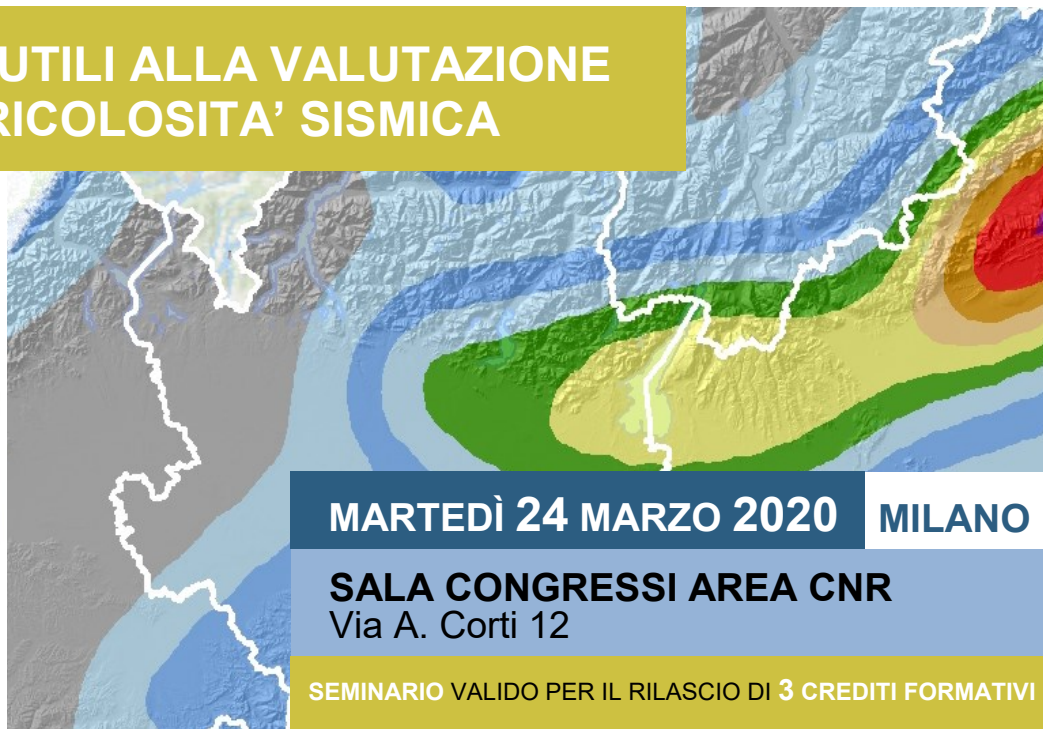 UTILI ALLA VALUTAZIONE
RICOLOSITA’ SISMICA
MARTEDÌ 24 MARZO 2020 MILANO
SALA CONGRESSI AREA CNR
Via A. Corti 12
SEMINARIO VALIDO PER IL RILASCIO DI 3 CREDITI FORMATIVI